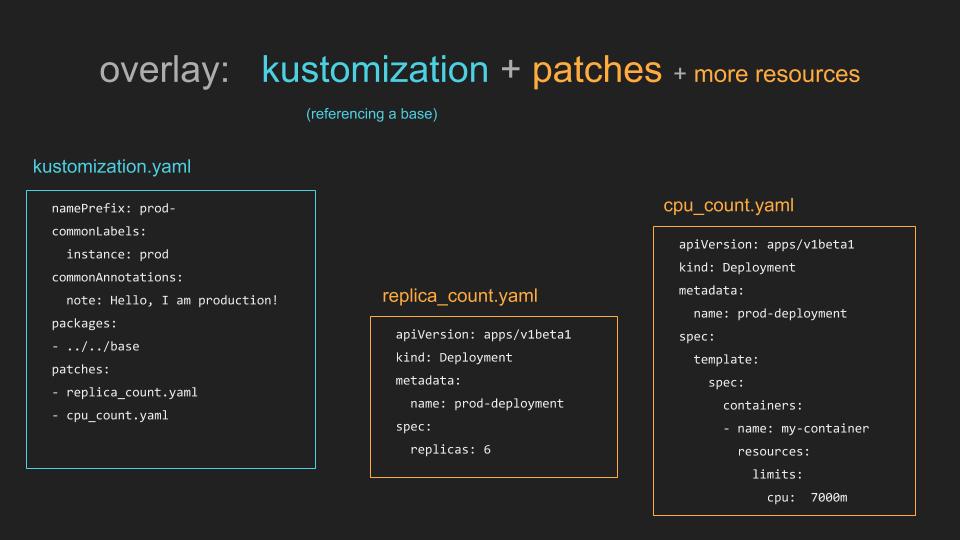 overlay: kustomization + patches + more resources
(referencing a base)
kustomization.yaml
namePrefix: prod-
commonLabels:
  instance: prod
commonAnnotations:
  note: Hello, I am production!
packages:
- ../../base
patches:
- replica_count.yaml
- cpu_count.yaml
replica_count.yaml
apiVersion: apps/v1beta1
kind: Deployment
metadata:
  name: prod-deployment
spec:
  replicas: 6
cpu_count.yaml
apiVersion: apps/v1beta1
kind: Deployment
metadata:
  name: prod-deployment
spec:
  template:
    spec:
      containers:
      - name: my-container
        resources:
          limits:
            cpu:  7000m